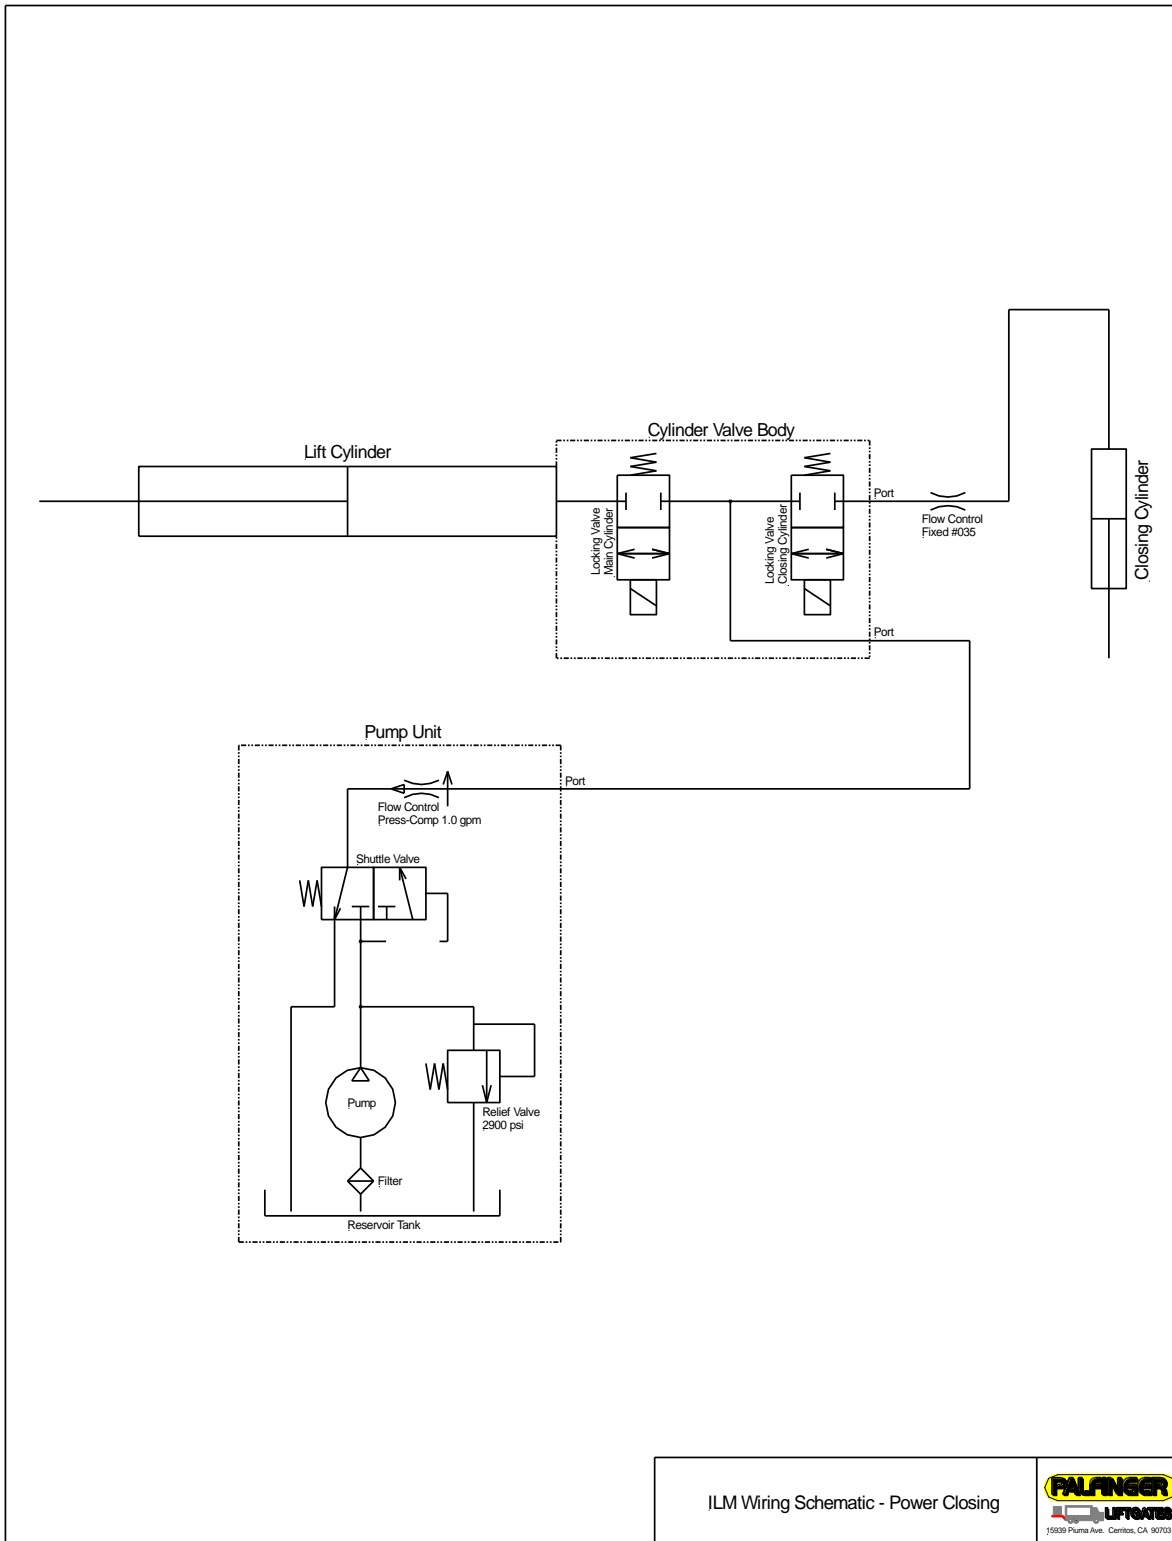 Lift Cylinder
Cylinder Valve Body
Locking Valve
Main Cylinder
Locking Valve
Closing Cylinder
Port
Flow Control
Fixed #035
Closing Cylinder
Port
Pump Unit
Port
Flow Control
Press-Comp 1.0 gpm
Shuttle Valve
Pump
Relief Valve
2900 psi
Filter
Reservoir Tank
ILM Wiring Schematic - Power Closing
PALFINGER
LIFTGATES
15939 Piuma Ave. Cerritos, CA 90703